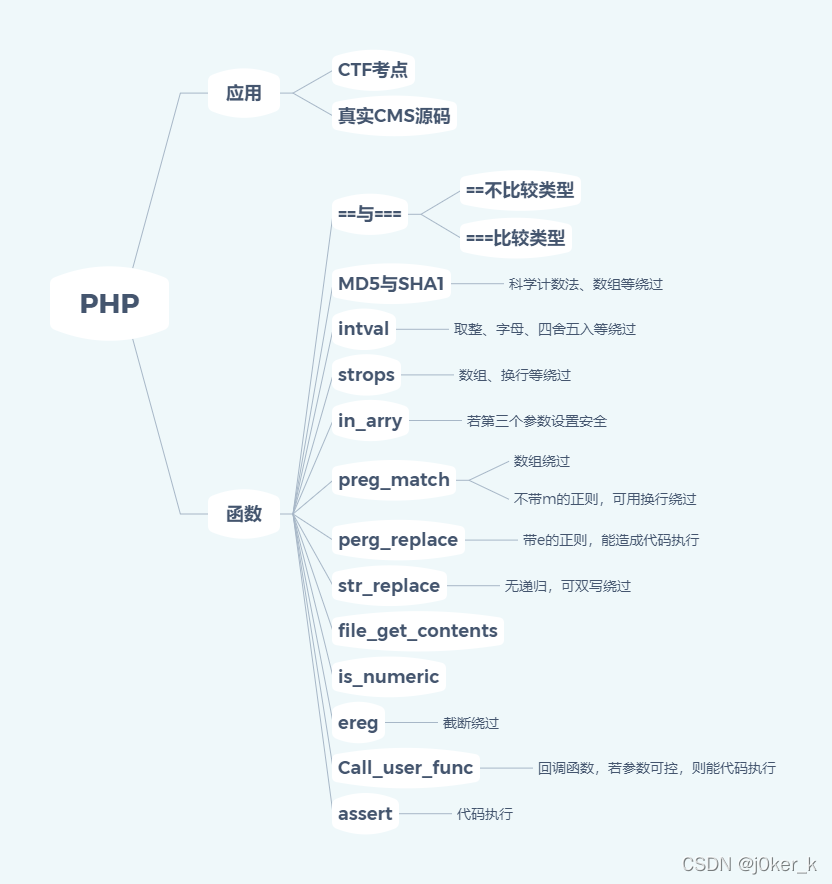 PHP
应用
CTF考点
真实CMS源码
函数
==与===
==不比较类型
===比较类型
MD5与SHA1
科学计数法、数组等绕过
intval
取整、字母、四舍五入等绕过
strops
数组、换行等绕过
in_arry
若第三个参数设置安全
preg_match
数组绕过
不带m的正则，可用换行绕过
perg_replace
带e的正则，能造成代码执行
str_replace
无递归，可双写绕过
file_get_contents
is_numeric
ereg
截断绕过
Call_user_func
回调函数，若参数可控，则能代码执行
assert
代码执行
CSDN @j0ker_k